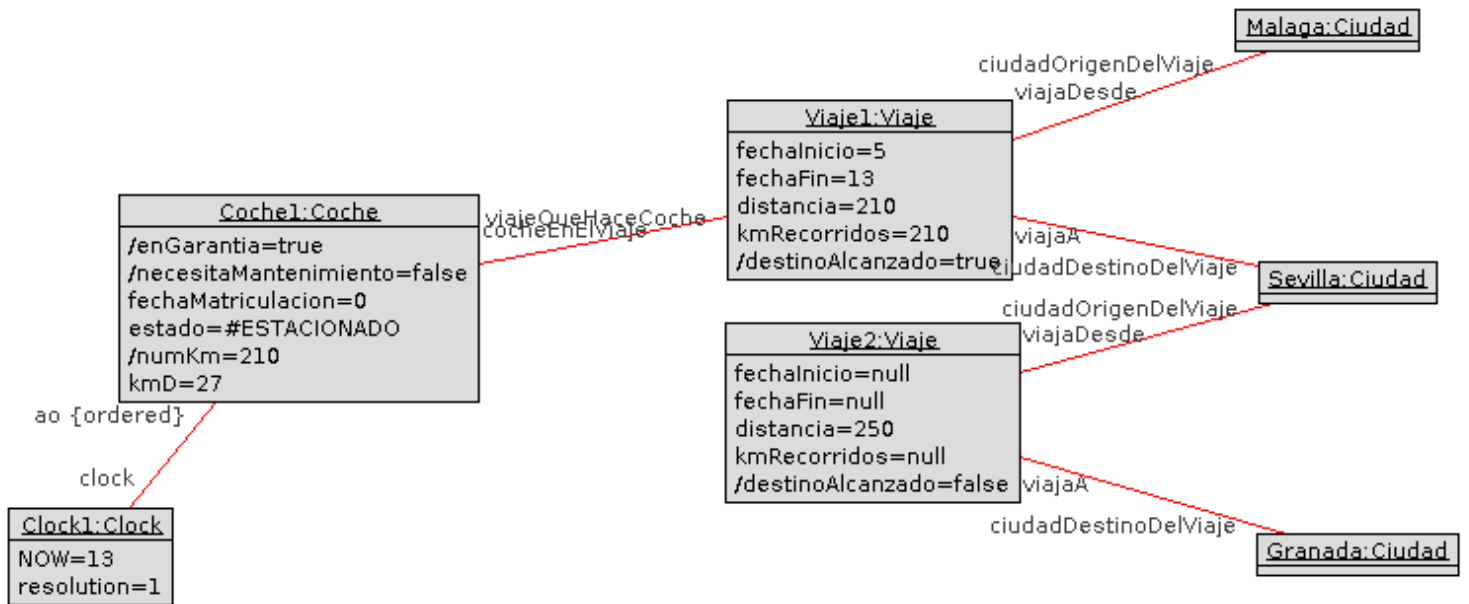 Malaga:Ciudad
ciudadOrigenDelViaje
viajaDesde
Viaje1:Viaje
fechaInicio=5
fechaFin=13
distancia=210
kmRecorridos=210
/destinoAlcanzado=true
Coche1:Coche
/enGarantia=true
/necesitaMantenimiento=false
fechaMatriculacion=0
estado=#ESTACIONADO
/numKm=210
kmD=27
viajeQueHaceCoche
cocheEnElViaje
viajaA
ciudadDestinoDelViaje
Sevilla:Ciudad
ciudadOrigenDelViaje
viajaDesde
Viaje2:Viaje
fechaInicio=null
fechaFin=null
distancia=250
kmRecorridos=null
/destinoAlcanzado=false
viajaA
ciudadDestinoDelViaje
Granada:Ciudad
ao {ordered}
clock
Clock1:Clock
NOW=13
resolution=1